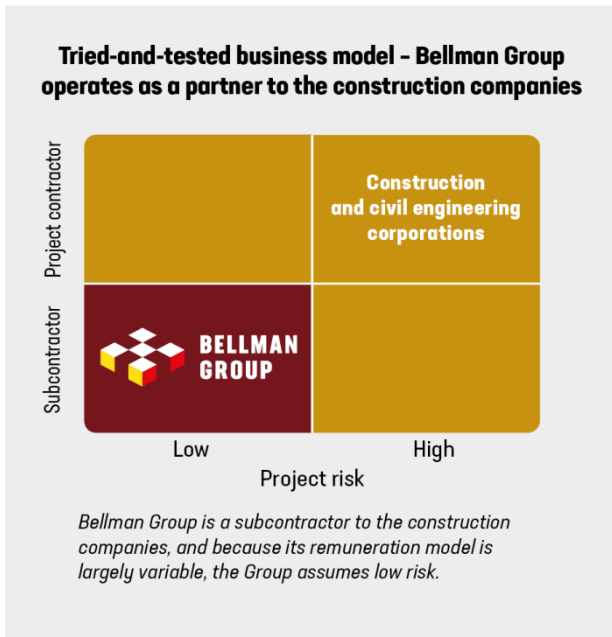 Tried-and-tested business model – Bellman Group
operates as a partner to the construction companies
Project contractor
Construction
and civil engineering
corporations
Subcontractor
BELLMAN
GROUP
Low
High
Project risk
Bellman Group is a subcontractor to the construction
companies, and because its remuneration model is
largely variable, the Group assumes low risk.